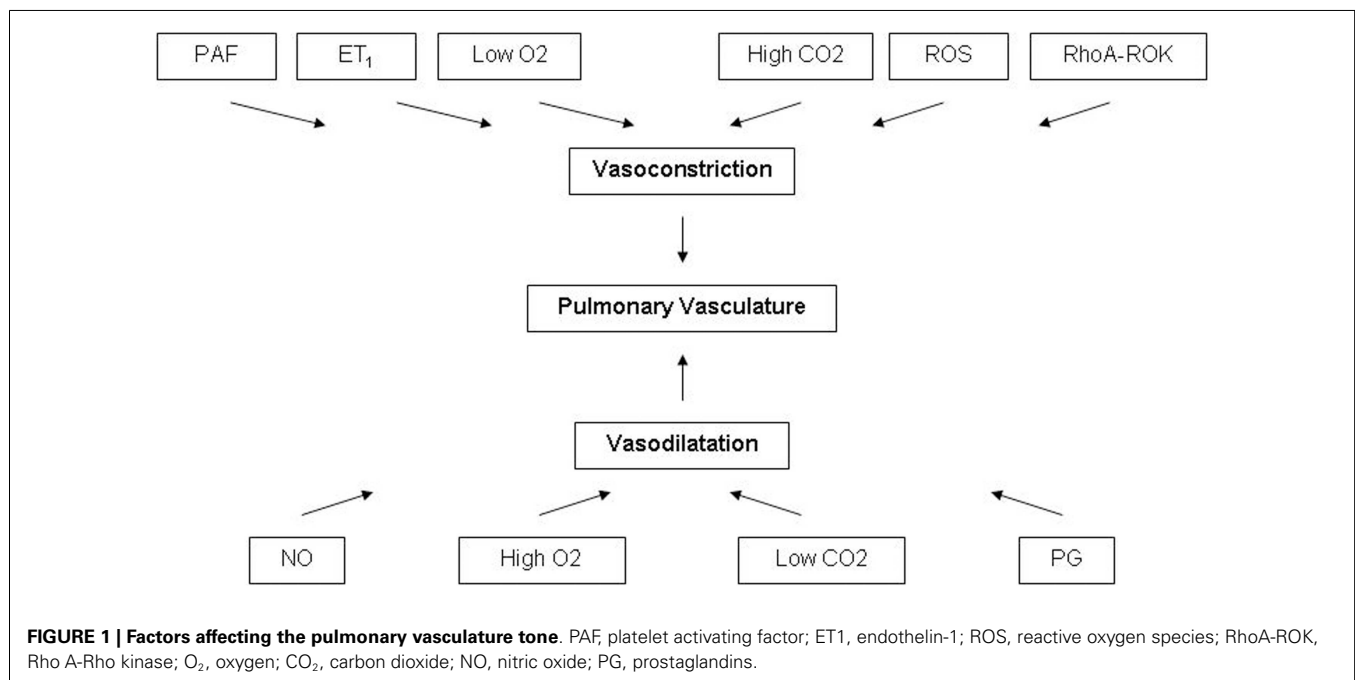 PAF ET₁ Low O2 High CO2 ROS RhoA-ROK
Vasoconstriction
Pulmonary Vasculature
Vasodilatation
NO High O2 Low CO2 PG
FIGURE 1 | Factors affecting the pulmonary vasculature tone. PAF, platelet activating factor; ET1, endothelin-1; ROS, reactive oxygen species; RhoA-ROK,
Rho A-Rho kinase; O₂, oxygen; CO₂, carbon dioxide; NO, nitric oxide; PG, prostaglandins.